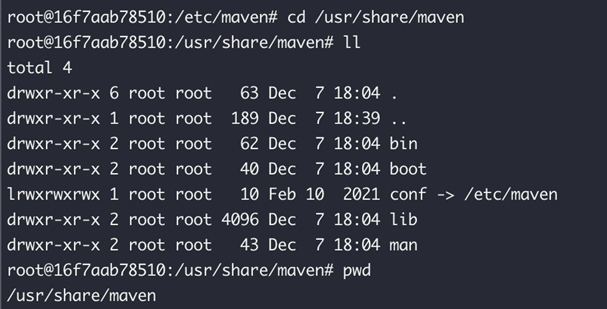 root@16f7aab78510:/etc/maven# cd /usr/share/maven
root@16f7aab78510:/usr/share/maven# ll
total 4
drwxr-xr-x 6 root root   63 Dec  7 18:04 .
drwxr-xr-x 1 root root  189 Dec  7 18:39 ..
drwxr-xr-x 2 root root   62 Dec  7 18:04 bin
drwxr-xr-x 2 root root   40 Dec  7 18:04 boot
lrwxrwxrwx 1 root root   10 Feb 10  2021 conf -> /etc/maven
drwxr-xr-x 2 root root 4096 Dec  7 18:04 lib
drwxr-xr-x 2 root root   43 Dec  7 18:04 man
root@16f7aab78510:/usr/share/maven# pwd
/usr/share/maven